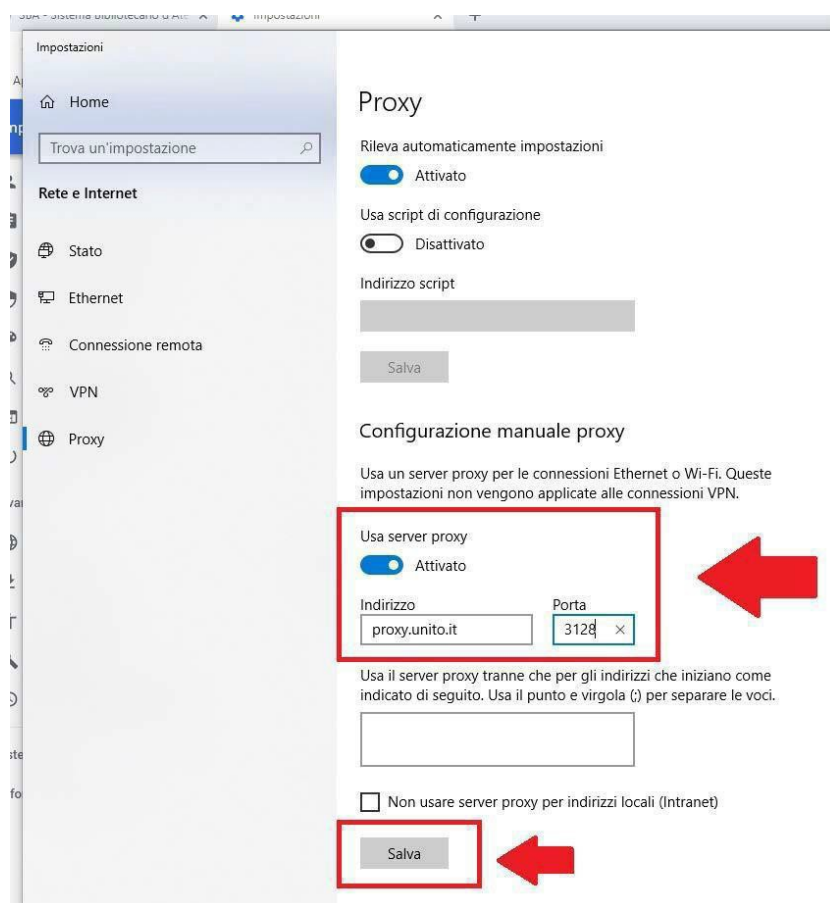 Impostazioni
Impostazioni
Home
Trova un'impostazione
Rete e Internet
Stato
Ethernet
Connessione remota
VPN
Proxy
Proxy
Rileva automaticamente impostazioni
Attivato
Usa script di configurazione
Disattivato
Indirizzo script
Salva
Configurazione manuale proxy
Usa un server proxy per le connessioni Ethernet o Wi-Fi. Queste
impostazioni non vengono applicate alle connessioni VPN.
Usa server proxy
Attivato
Indirizzo Porta
proxy.unito.it 3128
Usa il server proxy tranne che per gli indirizzi che iniziano come
indicato di seguito. Usa il punto e virgola (;) per separare le voci.
Non usare server proxy per indirizzi locali (Intranet)
Salva